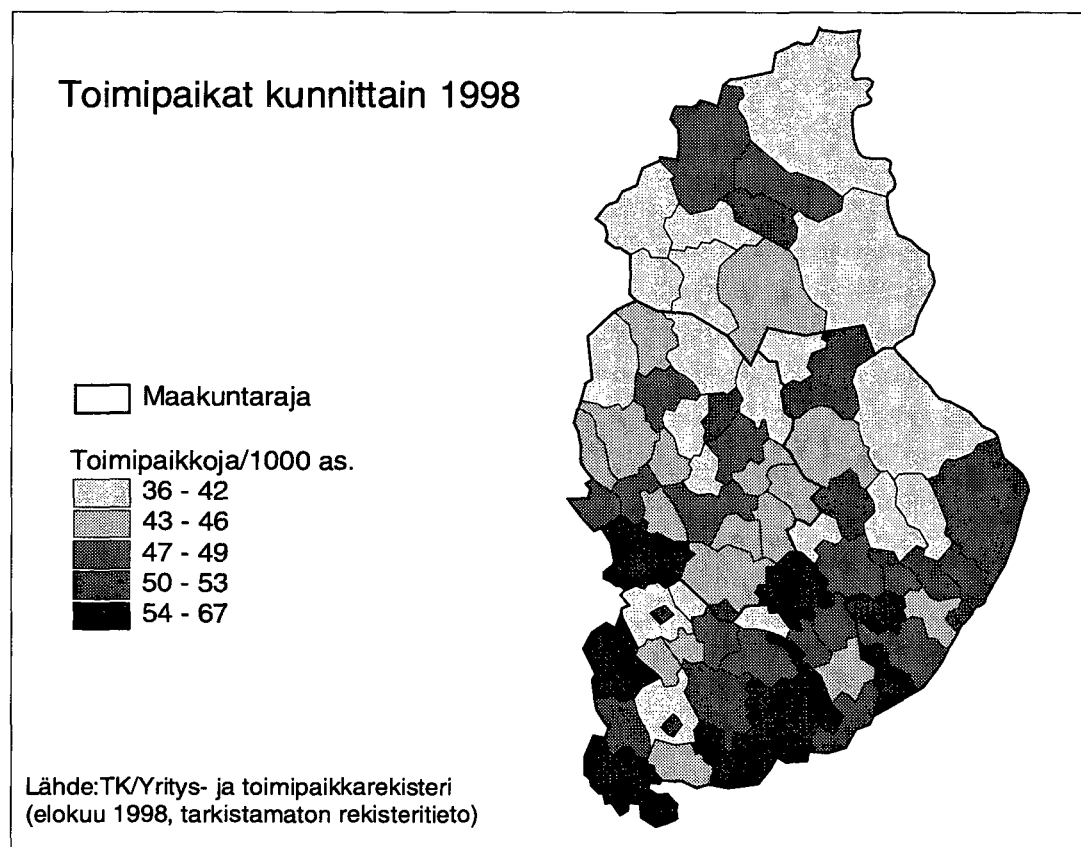 Toimipaikat kunnittain 1998
Maakuntaraja
Toimipaikkoja/1000 as.
36 - 42
43 - 46
47 - 49
50 - 53
54 - 67
Lähde:TK/Yritys- ja toimipaikkarekisteri
(elokuu 1998, tarkistamaton rekisteritieto)